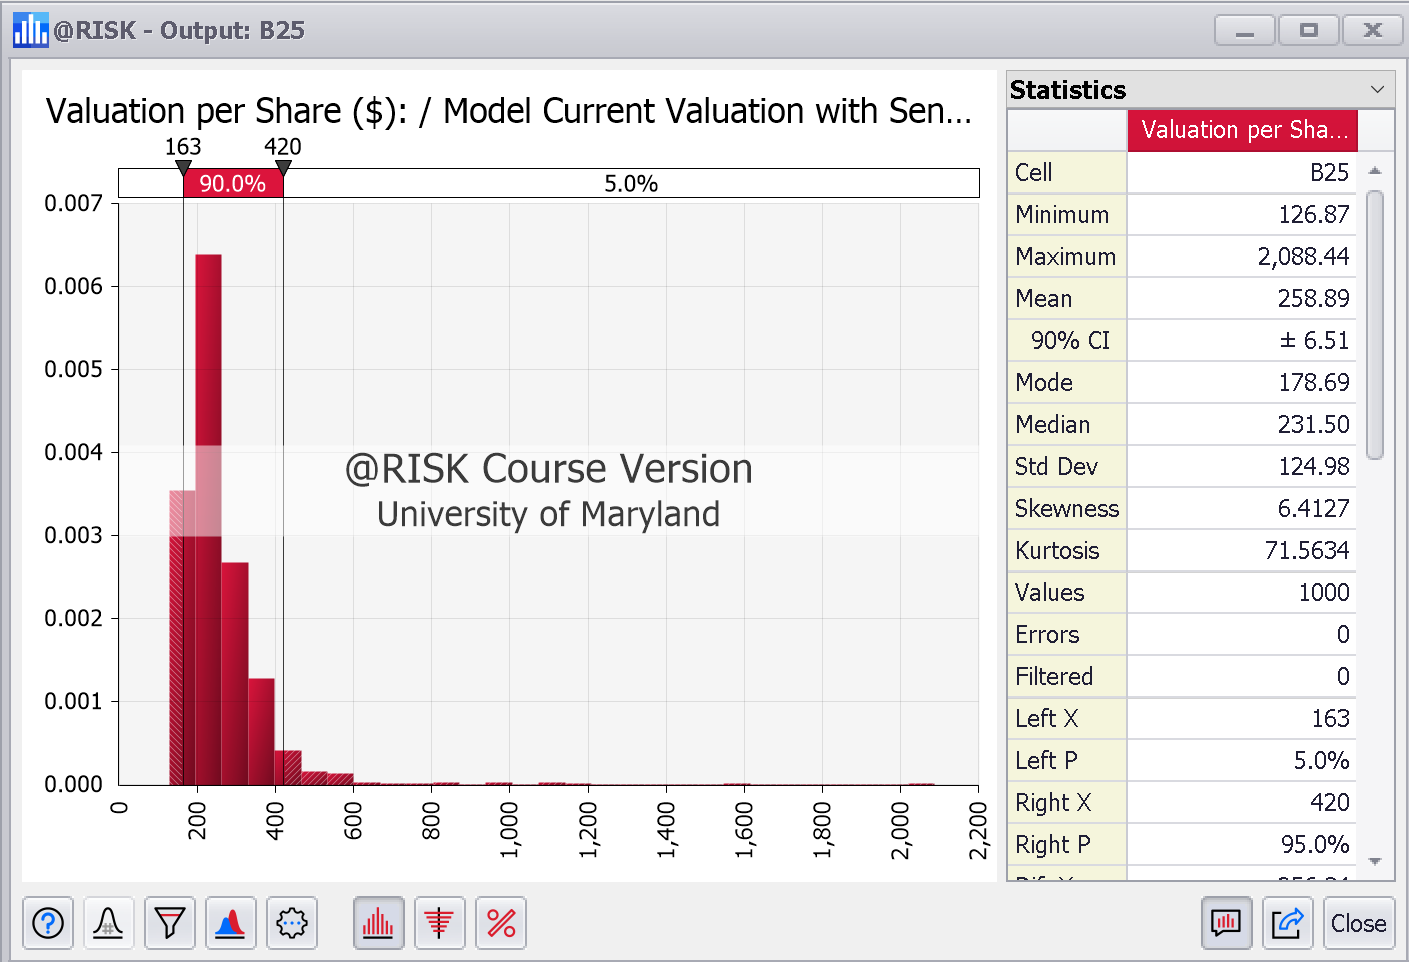 @RISK - Output: B25
Valuation per Share ($): / Model Current Valuation with Sen...
163 420
90.0% 5.0%
0.007
0.006
0.005
0.004
0.003
0.002
0.001
0.000
@RISK Course Version
University of Maryland
0 200 400 600 800 1,000 1,200 1,400 1,600 1,800 2,000 2,200
Statistics
Valuation per Sha...
Cell B25
Minimum 126.87
Maximum 2,088.44
Mean 258.89
90% CI ± 6.51
Mode 178.69
Median 231.50
Std Dev 124.98
Skewness 6.4127
Kurtosis 71.5634
Values 1000
Errors 0
Filtered 0
Left X 163
Left P 5.0%
Right X 420
Right P 95.0%
Close